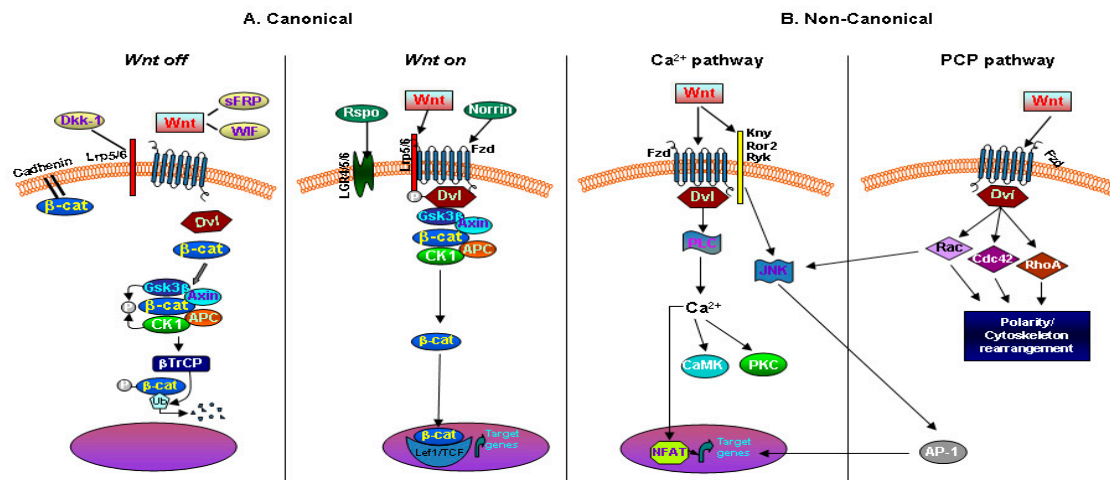 A. Canonical
B. Non-Canonical
Wnt off
Wnt on
Ca²⁺ pathway
PCP pathway
Dkk-1
Wnt
sFRP
WIF
Lrp5/6
Cadhenin
β-cat
Dvl
β-cat
Gsk3β
Axin
β-cat
APC
CK1
P
βTrCP
P
β-cat
Ub
Rspo
Wnt
Norrin
LGR4/5/6
Lrp5/6
Fzd
P
Dvl
Gsk3β
Axin
β-cat
APC
CK1
β-cat
β-cat
Lef1/TCF
Target
genes
Wnt
Fzd
Kny
Ror2
Ryk
Dvl
PLC
JNK
Ca²⁺
CaMK
PKC
NFAT
Target
genes
Wnt
Fzd
Dvl
Rac
Cdc42
RhoA
Polarity/
Cytoskeleton
rearrangement
AP-1